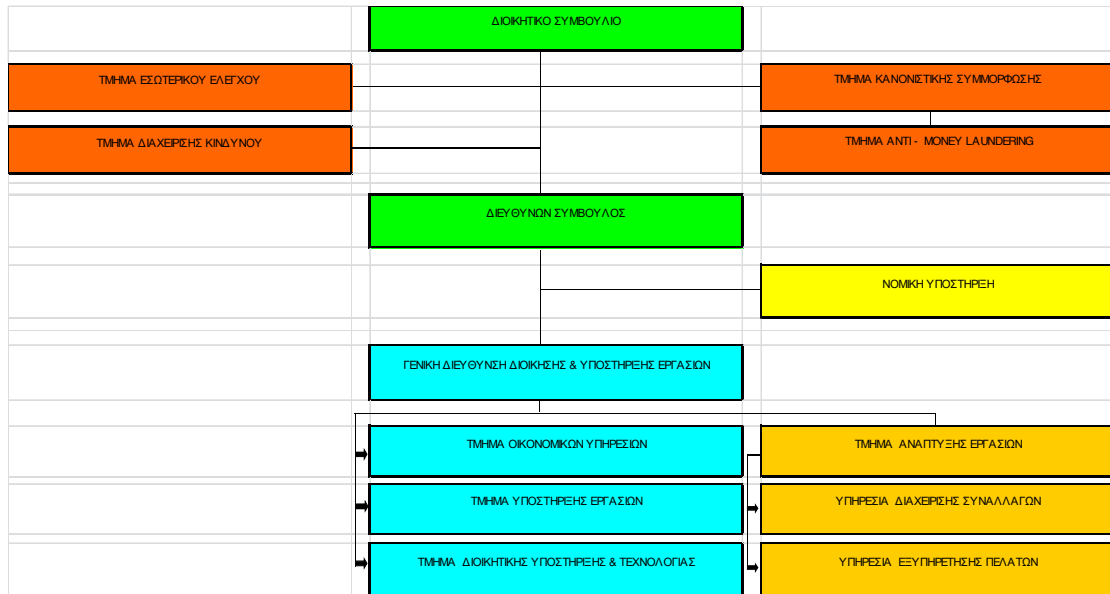 ΔΙΟΙΚΗΤΙΚΟ ΣΥΜΒΟΥΛΙΟ
ΤΜΗΜΑ ΕΣΩΤΕΡΙΚΟΥ ΕΛΕΓΧΟΥ
ΤΜΗΜΑ ΚΑΝΟΝΙΣΤΙΚΗΣ ΣΥΜΜΟΡΦΩΣΗΣ
ΤΜΗΜΑ ΔΙΑΧΕΙΡΙΣΗΣ ΚΙΝΔΥΝΟΥ
ΤΜΗΜΑ ANTI - MONEY LAUNDERING
ΔΙΕΥΘΥΝΩΝ ΣΥΜΒΟΥΛΟΣ
ΝΟΜΙΚΗ ΥΠΟΣΤΗΡΙΞΗ
ΓΕΝΙΚΗ ΔΙΕΥΘΥΝΣΗ ΔΙΟΙΚΗΣΗΣ & ΥΠΟΣΤΗΡΙΞΗΣ ΕΡΓΑΣΙΩΝ
ΤΜΗΜΑ ΟΙΚΟΝΟΜΙΚΩΝ ΥΠΗΡΕΣΙΩΝ
ΤΜΗΜΑ ΑΝΑΠΤΥΞΗΣ ΕΡΓΑΣΙΩΝ
ΤΜΗΜΑ ΥΠΟΣΤΗΡΙΞΗΣ ΕΡΓΑΣΙΩΝ
ΥΠΗΡΕΣΙΑ ΔΙΑΧΕΙΡΙΣΗΣ ΣΥΝΑΛΛΑΓΩΝ
ΤΜΗΜΑ ΔΙΟΙΚΗΤΙΚΗΣ ΥΠΟΣΤΗΡΙΞΗΣ & ΤΕΧΝΟΛΟΓΙΑΣ
ΥΠΗΡΕΣΙΑ ΕΞΥΠΗΡΕΤΗΣΗΣ ΠΕΛΑΤΩΝ